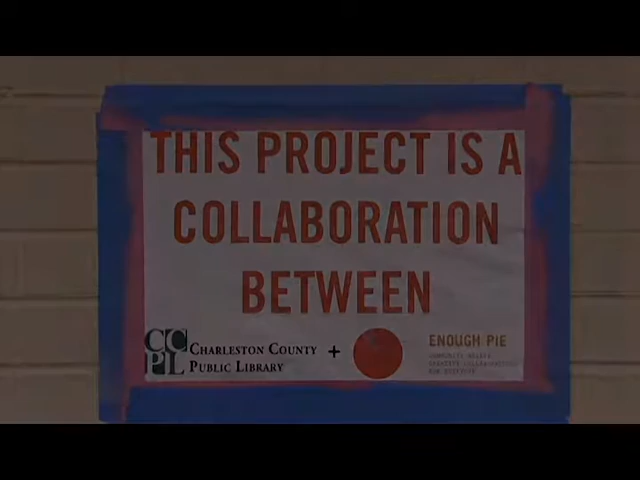 THIS PROJECT IS A
COLLABORATION
BETWEEN
CCPL
CHARLESTON COUNTY
PUBLIC LIBRARY
+
ENOUGH PIE